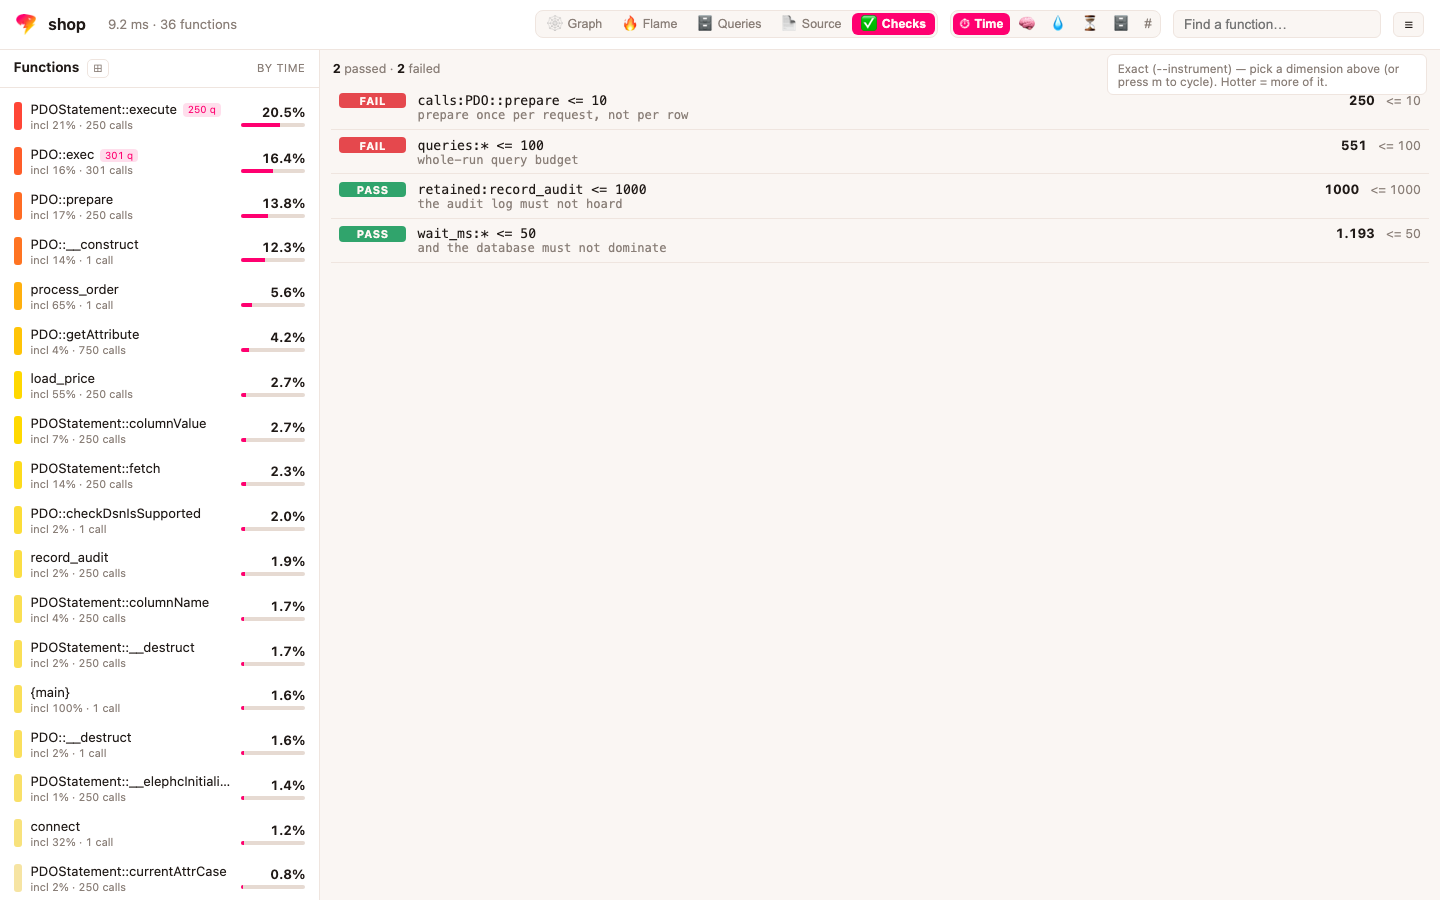 shop
9.2 ms · 36 functions
Graph
Flame
Queries
Source
Checks
Time
#
Find a function…
≡
Functions
BY TIME
PDOStatement::execute 250 q
20.5%
incl 21% · 250 calls
PDO::exec 301 q
16.4%
incl 16% · 301 calls
PDO::prepare
13.8%
incl 17% · 250 calls
PDO::__construct
12.3%
incl 14% · 1 call
process_order
5.6%
incl 65% · 1 call
PDO::getAttribute
4.2%
incl 4% · 750 calls
load_price
2.7%
incl 55% · 250 calls
PDOStatement::columnValue
2.7%
incl 7% · 250 calls
PDOStatement::fetch
2.3%
incl 14% · 250 calls
PDO::checkDsnIsSupported
2.0%
incl 2% · 1 call
record_audit
1.9%
incl 2% · 250 calls
PDOStatement::columnName
1.7%
incl 4% · 250 calls
PDOStatement::__destruct
1.7%
incl 2% · 250 calls
{main}
1.6%
incl 100% · 1 call
PDO::__destruct
1.6%
incl 2% · 1 call
PDOStatement::__elephcInitiali…
1.4%
incl 1% · 250 calls
connect
1.2%
incl 32% · 1 call
PDOStatement::currentAttrCase
0.8%
incl 2% · 250 calls
2 passed · 2 failed
Exact (--instrument) — pick a dimension above (or
press m to cycle). Hotter = more of it.
FAIL calls:PDO::prepare <= 10 250 <= 10
prepare once per request, not per row
FAIL queries:* <= 100 551 <= 100
whole-run query budget
PASS retained:record_audit <= 1000 1000 <= 1000
the audit log must not hoard
PASS wait_ms:* <= 50 1.193 <= 50
and the database must not dominate